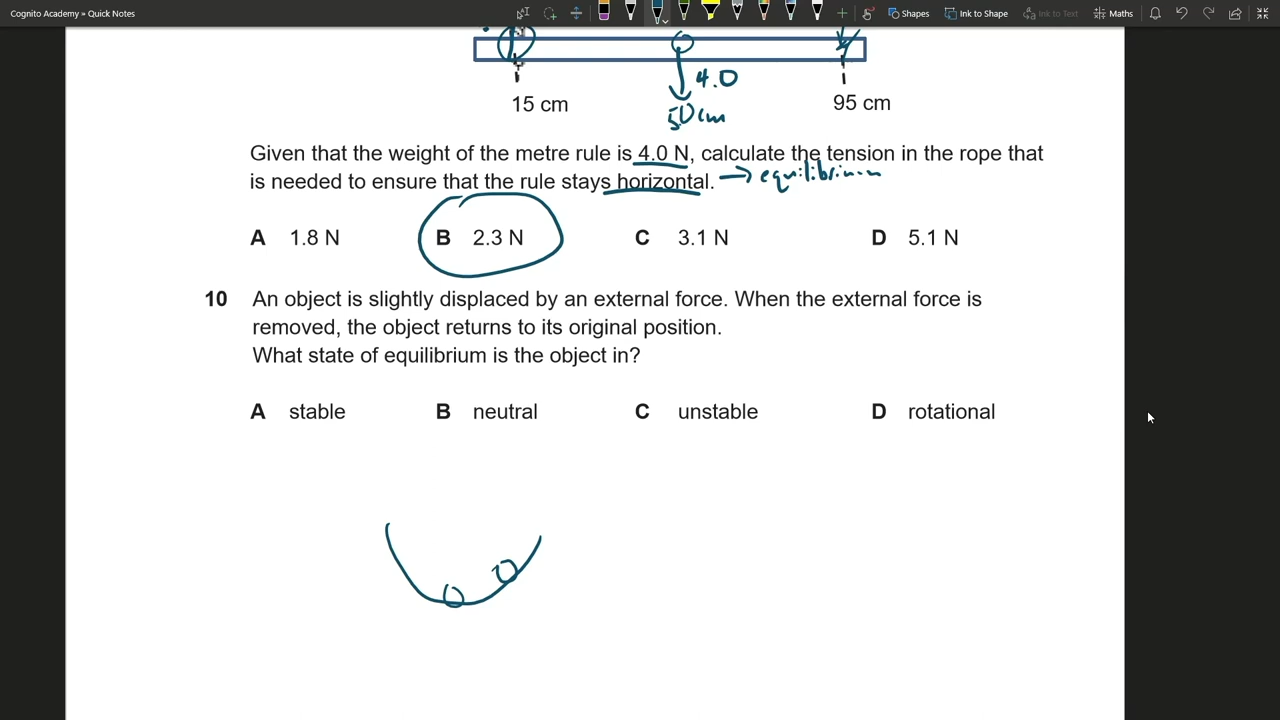 Cognito Academy » Quick Notes
Shapes
Ink to Shape
Ink to Text
Maths
4.0
15 cm
50cm
95 cm
Given that the weight of the metre rule is 4.0 N, calculate the tension in the rope that
is needed to ensure that the rule stays horizontal. → equilibrium
A 1.8 N B 2.3 N C 3.1 N D 5.1 N
10 An object is slightly displaced by an external force. When the external force is
removed, the object returns to its original position.
What state of equilibrium is the object in?
A stable B neutral C unstable D rotational